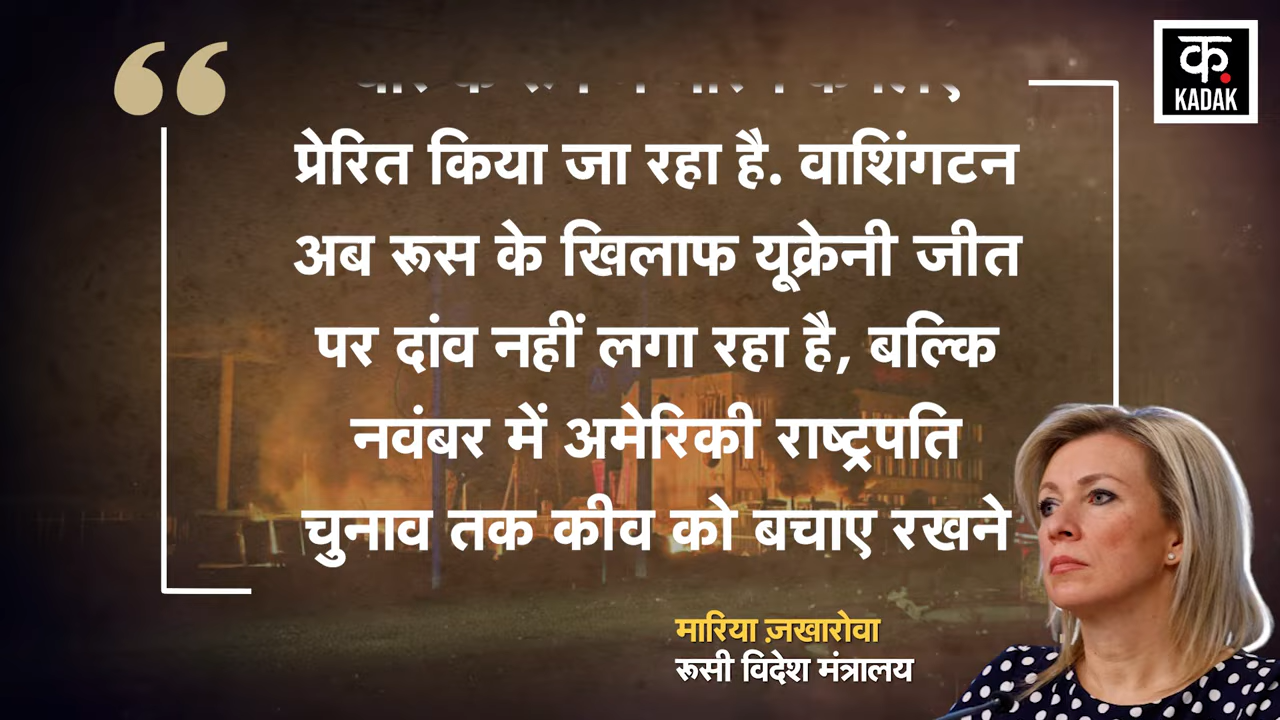 क.
KADAK
प्रेरित किया जा रहा है. वाशिंगटन
अब रूस के खिलाफ यूक्रेनी जीत
पर दांव नहीं लगा रहा है, बल्कि
नवंबर में अमेरिकी राष्ट्रपति
चुनाव तक कीव को बचाए रखने
मारिया ज़खारोवा
रूसी विदेश मंत्रालय